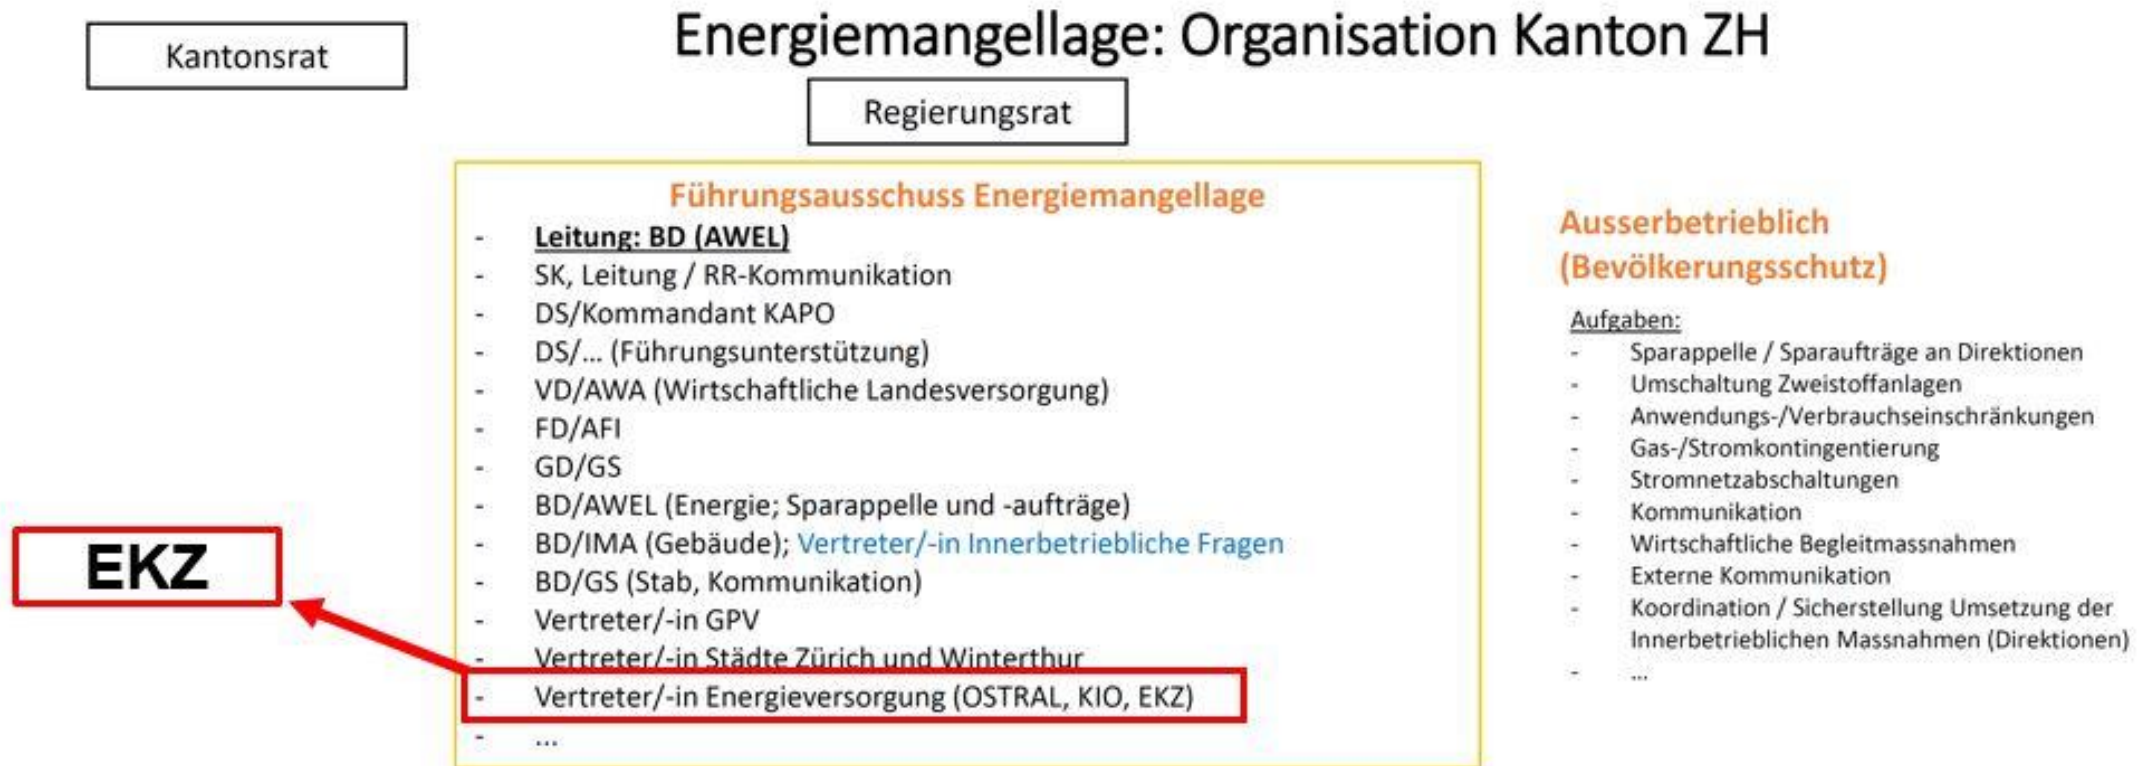 Energiemangellage: Organisation Kanton ZH
Kantonsrat
Regierungsrat
Führungsausschuss Energiemangellage
- Leitung: BD (AWEL)
- SK, Leitung / RR-Kommunikation
- DS/Kommandant KAPO
- DS/... (Führungsunterstützung)
- VD/AWA (Wirtschaftliche Landesversorgung)
- FD/AFI
- GD/GS
- BD/AWEL (Energie; Sparappelle und -aufträge)
- BD/IMA (Gebäude); Vertreter/-in Innerbetriebliche Fragen
- BD/GS (Stab, Kommunikation)
- Vertreter/-in GPV
- Vertreter/-in Städte Zürich und Winterthur
- Vertreter/-in Energieversorgung (OSTRAL, KIO, EKZ)
- ...
EKZ
Ausserbetrieblich
(Bevölkerungsschutz)
Aufgaben:
- Sparappelle / Sparaufträge an Direktionen
- Umschaltung Zweistoffanlagen
- Anwendungs-/Verbrauchseinschränkungen
- Gas-/Stromkontingentierung
- Stromnetzabschaltungen
- Kommunikation
- Wirtschaftliche Begleitmassnahmen
- Externe Kommunikation
- Koordination / Sicherstellung Umsetzung der
Innerbetrieblichen Massnahmen (Direktionen)
- ...